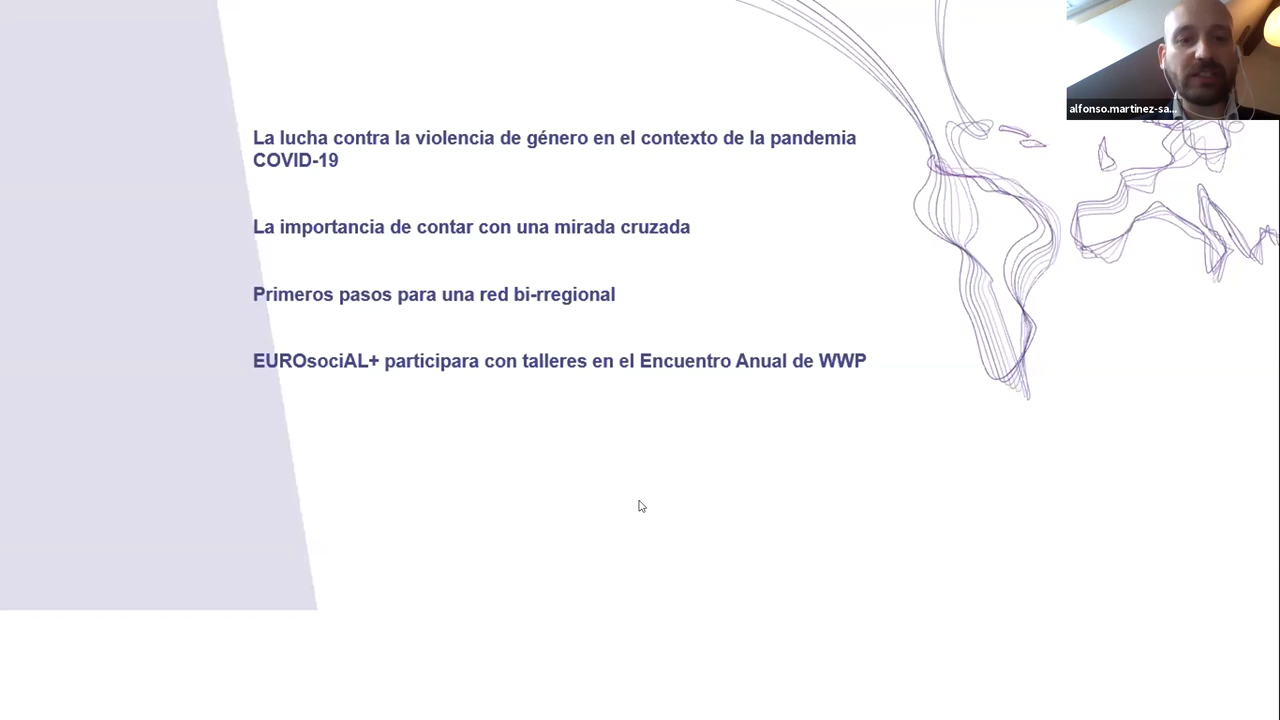 alfonso.martinez-sa...
La lucha contra la violencia de género en el contexto de la pandemia
COVID-19
La importancia de contar con una mirada cruzada
Primeros pasos para una red bi-rregional
EUROsociAL+ participara con talleres en el Encuentro Anual de WWP